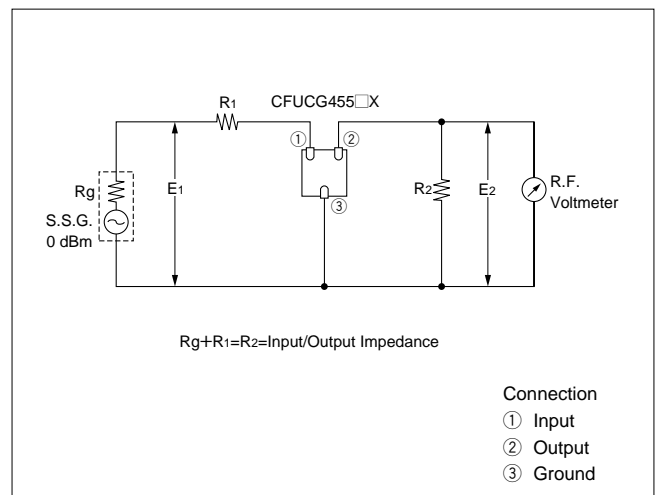 R1
CFUCG455□X
① ②
Rg
E1
R2
E2
R.F.
Voltmeter
S.S.G.
0 dBm
③
Rg+R1=R2=Input/Output Impedance
Connection
① Input
② Output
③ Ground